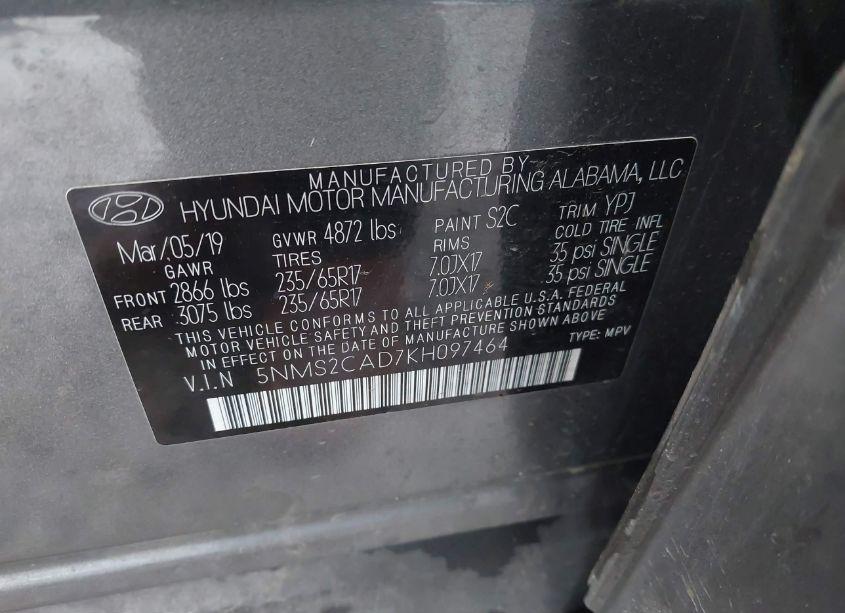 MANUFACTURED BY
HYUNDAI MOTOR MANUFACTURING ALABAMA, LLC
Mar/05/19 GVWR 4872 lbs PAINT S2C TRIM YPJ
GAWR TIRES RIMS COLD TIRE INFL
FRONT 2866 lbs 235/65R17 7.0JX17 35 psi SINGLE
REAR 3075 lbs 235/65R17 7.0JX17 35 psi SINGLE
THIS VEHICLE CONFORMS TO ALL APPLICABLE U.S.A. FEDERAL
MOTOR VEHICLE SAFETY AND THEFT PREVENTION STANDARDS
IN EFFECT ON THE DATE OF MANUFACTURE SHOWN ABOVE
V.I.N 5NMS2CAD7KH097464 TYPE: MPV